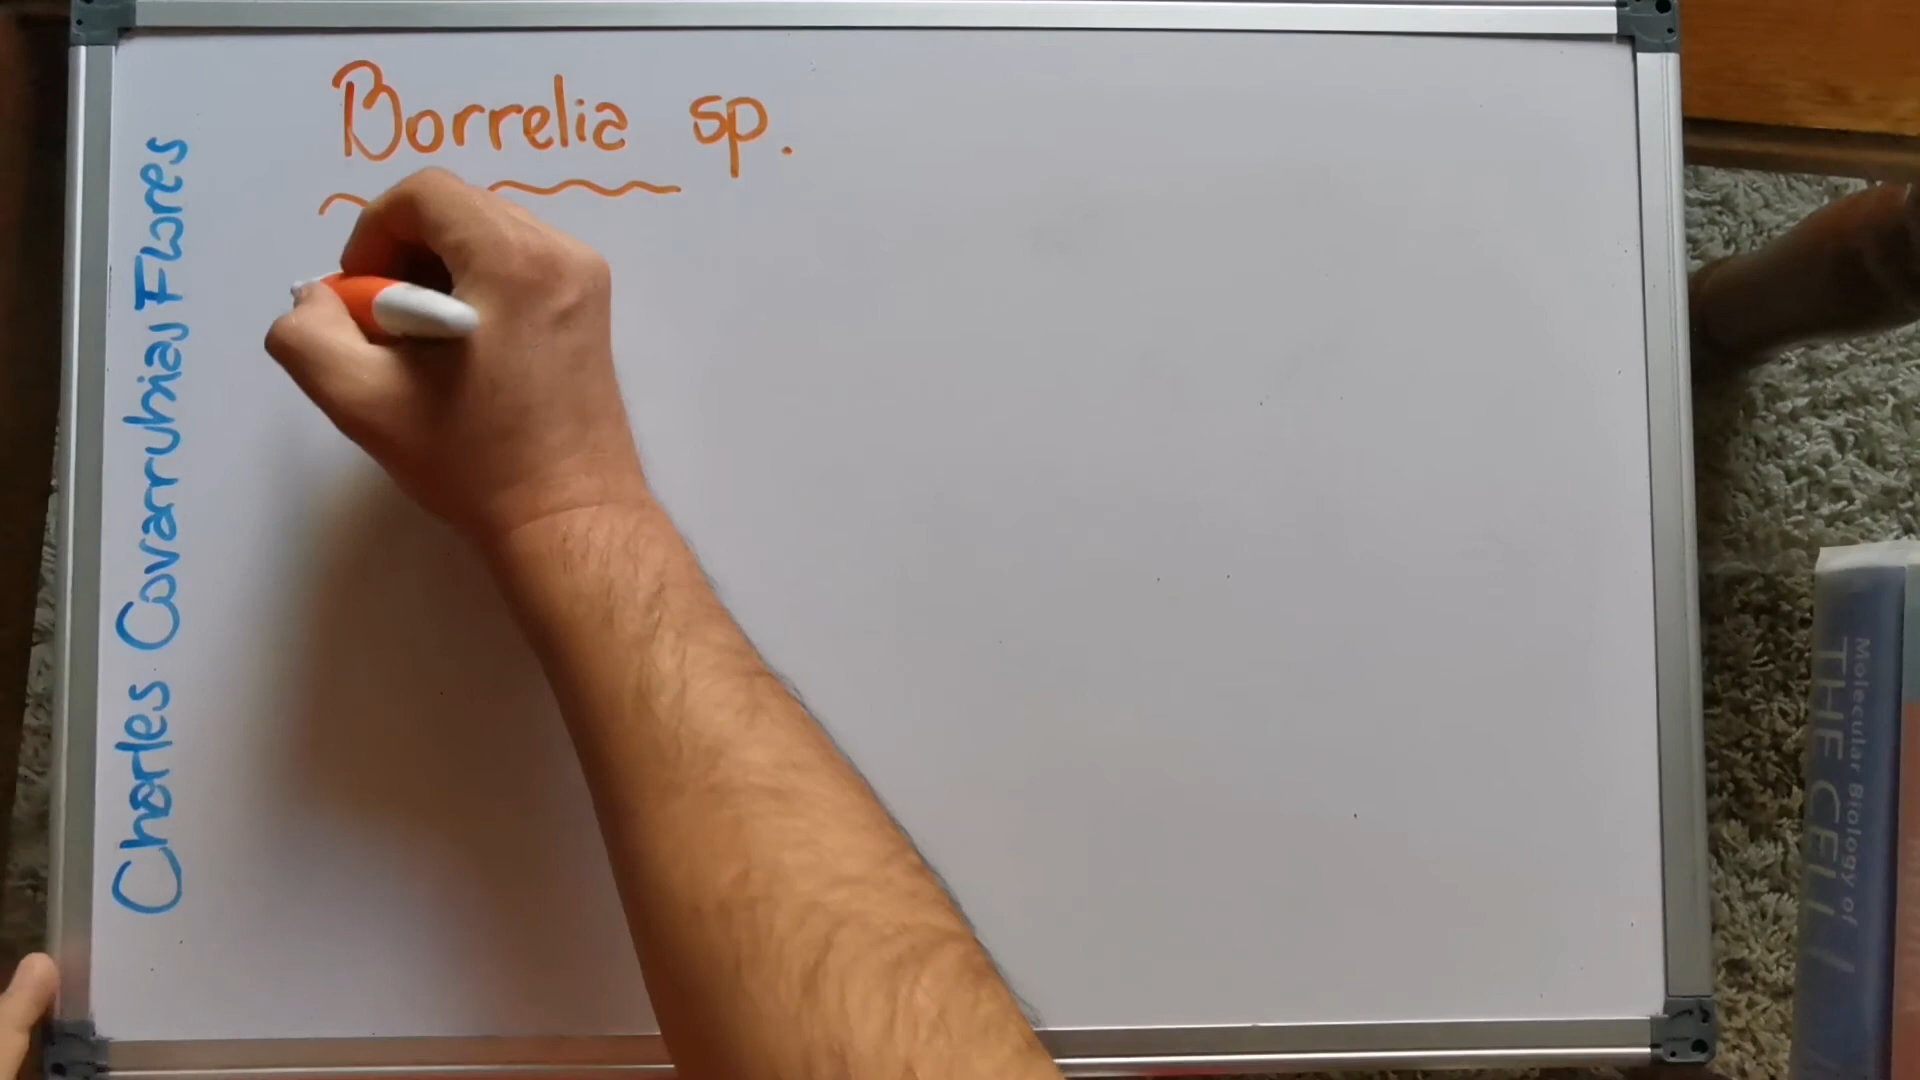 Borrelia sp.
Charles Covarrubias Flores
Molecular Biology of
THE CELL